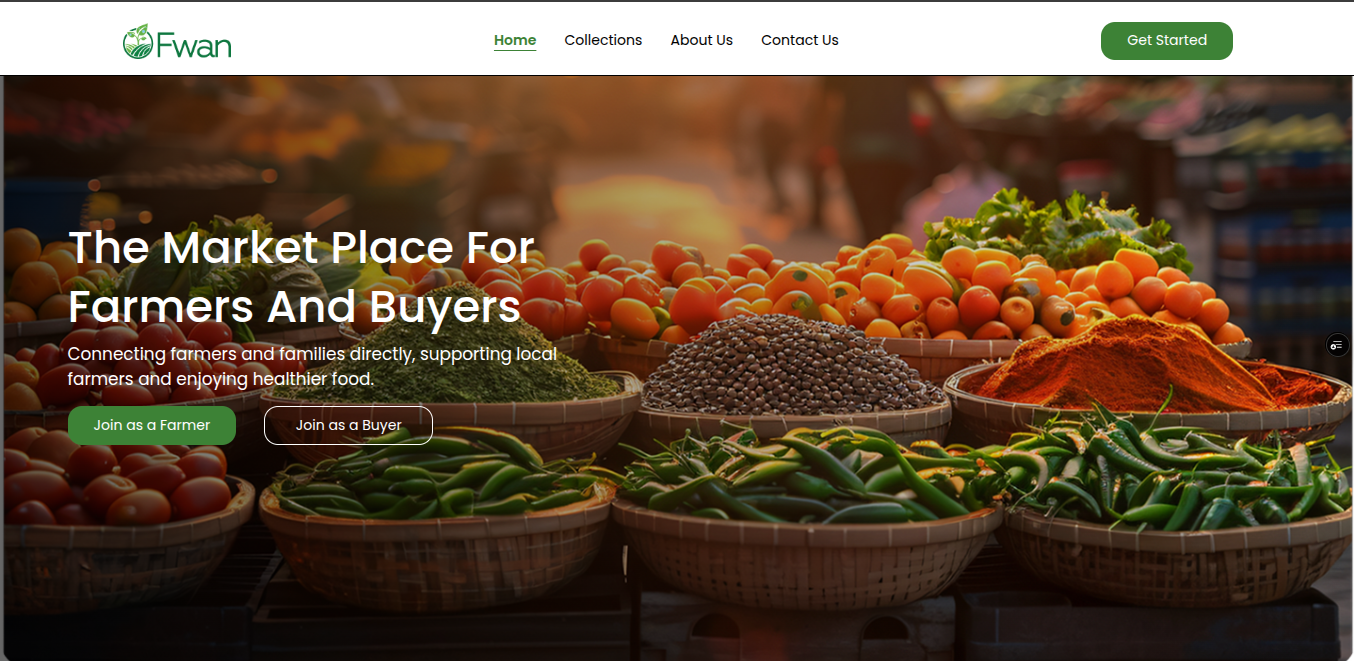 Fwan
Home
Collections
About Us
Contact Us
Get Started
The Market Place For
Farmers And Buyers
Connecting farmers and families directly, supporting local
farmers and enjoying healthier food.
Join as a Farmer
Join as a Buyer